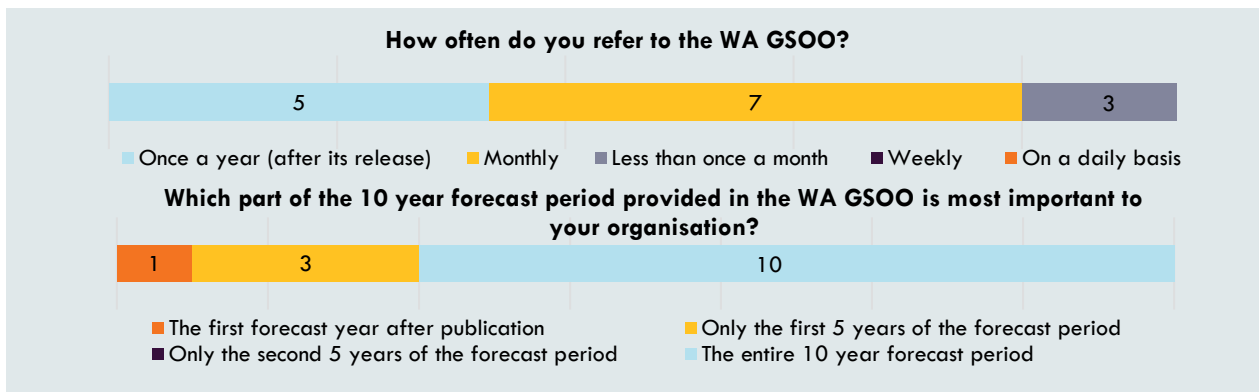 How often do you refer to the WA GSOO?
5 7 3
Once a year (after its release) Monthly Less than once a month Weekly On a daily basis
Which part of the 10 year forecast period provided in the WA GSOO is most important to
your organisation?
1 3 10
The first forecast year after publication Only the first 5 years of the forecast period
Only the second 5 years of the forecast period The entire 10 year forecast period